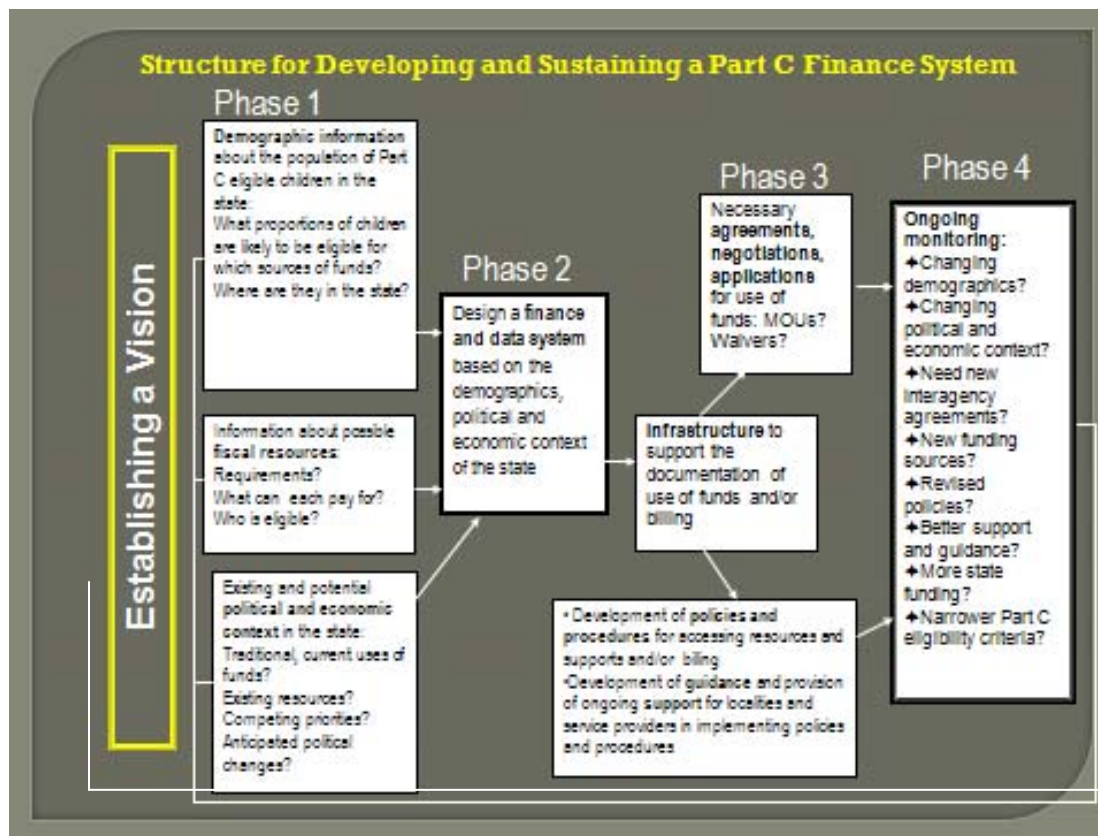 Structure for Developing and Sustaining a Part C Finance System
Establishing a Vision
Phase 1
Demographic information
about the population of Part
C eligible children in the
state:
What proportions of children
are likely to be eligible for
which sources of funds?
Where are they in the state?
Information about possible
fiscal resources:
Requirements?
What can each pay for?
Who is eligible?
Existing and potential
political and economic
context in the state:
Traditional, current uses of
funds?
Existing resources?
Competing priorities?
Anticipated political
changes?
Phase 2
Design a finance
and data system
based on the
demographics,
political and
economic context
of the state
Phase 3
Necessary
agreements,
negotiations,
applications
for use of
funds: MOUs?
Waivers?
Infrastructure to
support the
documentation of
use of funds and/or
billing
• Development of policies and
procedures for accessing resources and
supports and/or biling
•Development of guidance and provision
of ongoing support for localities and
service providers in implementing policies
and procedures
Phase 4
Ongoing
monitoring:
✦Changing
demographics?
✦Changing
political and
economic context?
✦Need new
interagency
agreements?
✦New funding
sources?
✦Revised
policies?
✦Better support
and guidance?
✦More state
funding?
✦Narrower Part C
eligibility criteria?